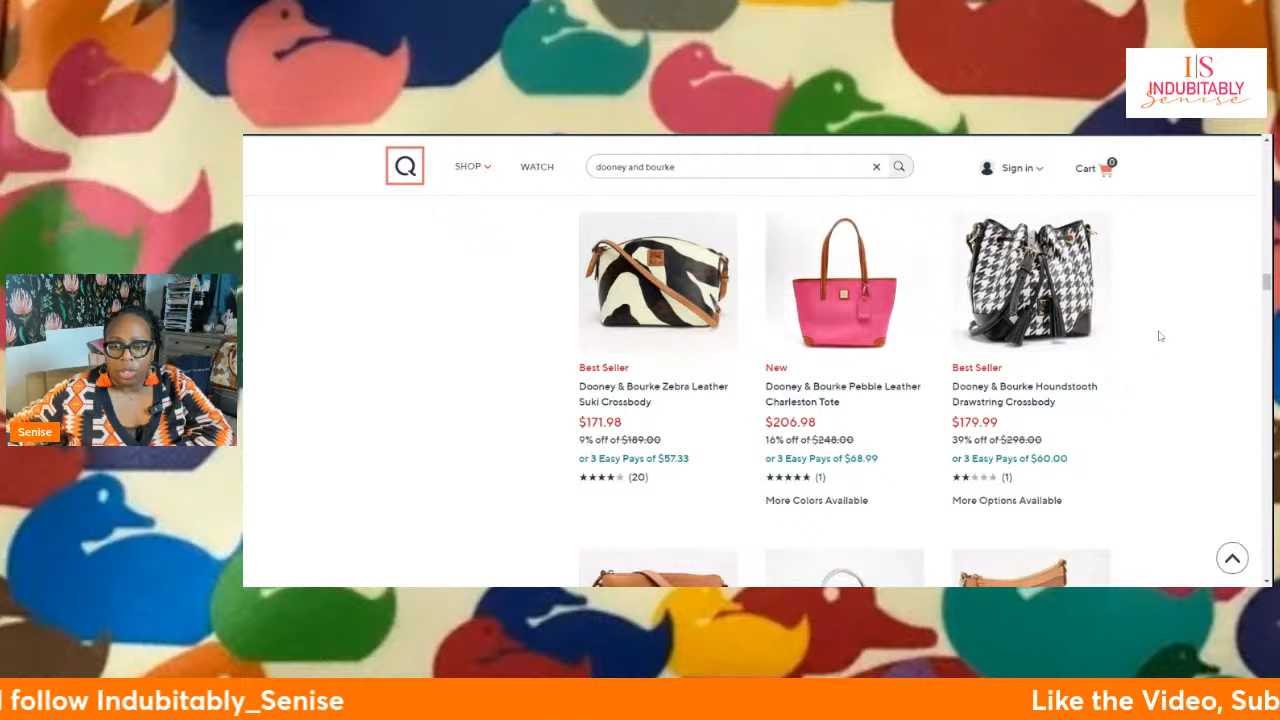 I|S
INDUBITABLY
Senise
Q
SHOP
WATCH
dooney and bourke
Sign in
Cart
0
Best Seller
Dooney & Bourke Zebra Leather
Suki Crossbody
$171.98
9% off of $189.00
or 3 Easy Pays of $57.33
(20)
New
Dooney & Bourke Pebble Leather
Charleston Tote
$206.98
16% off of $248.00
or 3 Easy Pays of $68.99
(1)
More Colors Available
Best Seller
Dooney & Bourke Houndstooth
Drawstring Crossbody
$179.99
39% off of $298.00
or 3 Easy Pays of $60.00
(1)
More Options Available
Senise
follow Indubitably_Senise
Like the Video, Sub